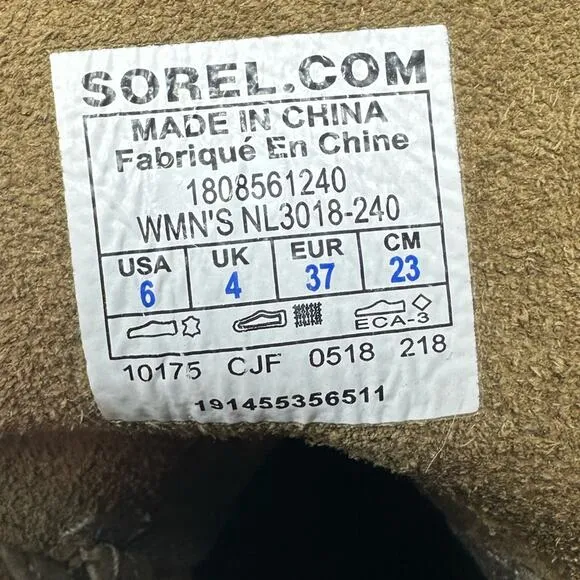 SOREL.COM
MADE IN CHINA
Fabriqué En Chine
1808561240
WMN'S NL3018-240
USA UK EUR CM
6 4 37 23
ECA-3
10175 CJF 0518 218
191455356511